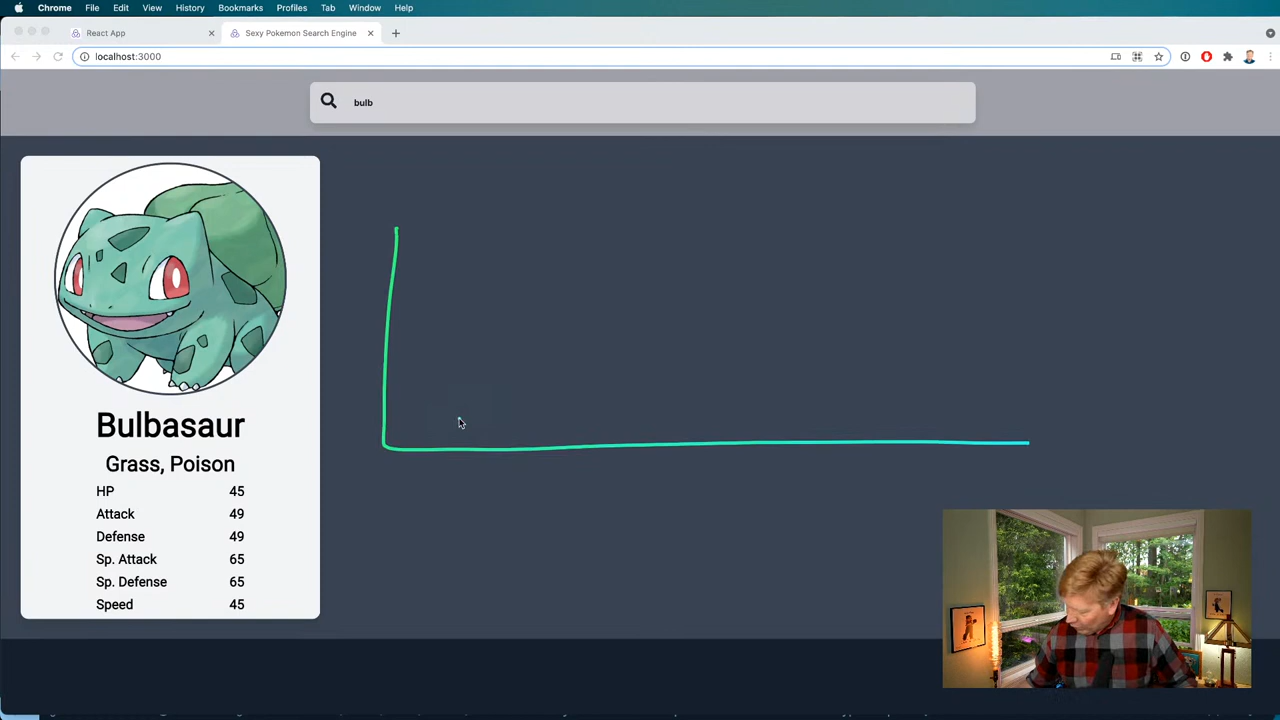 Chrome File Edit View History Bookmarks Profiles Tab Window Help
React App Sexy Pokemon Search Engine
localhost:3000
bulb
Bulbasaur
Grass, Poison
HP 45
Attack 49
Defense 49
Sp. Attack 65
Sp. Defense 65
Speed 45